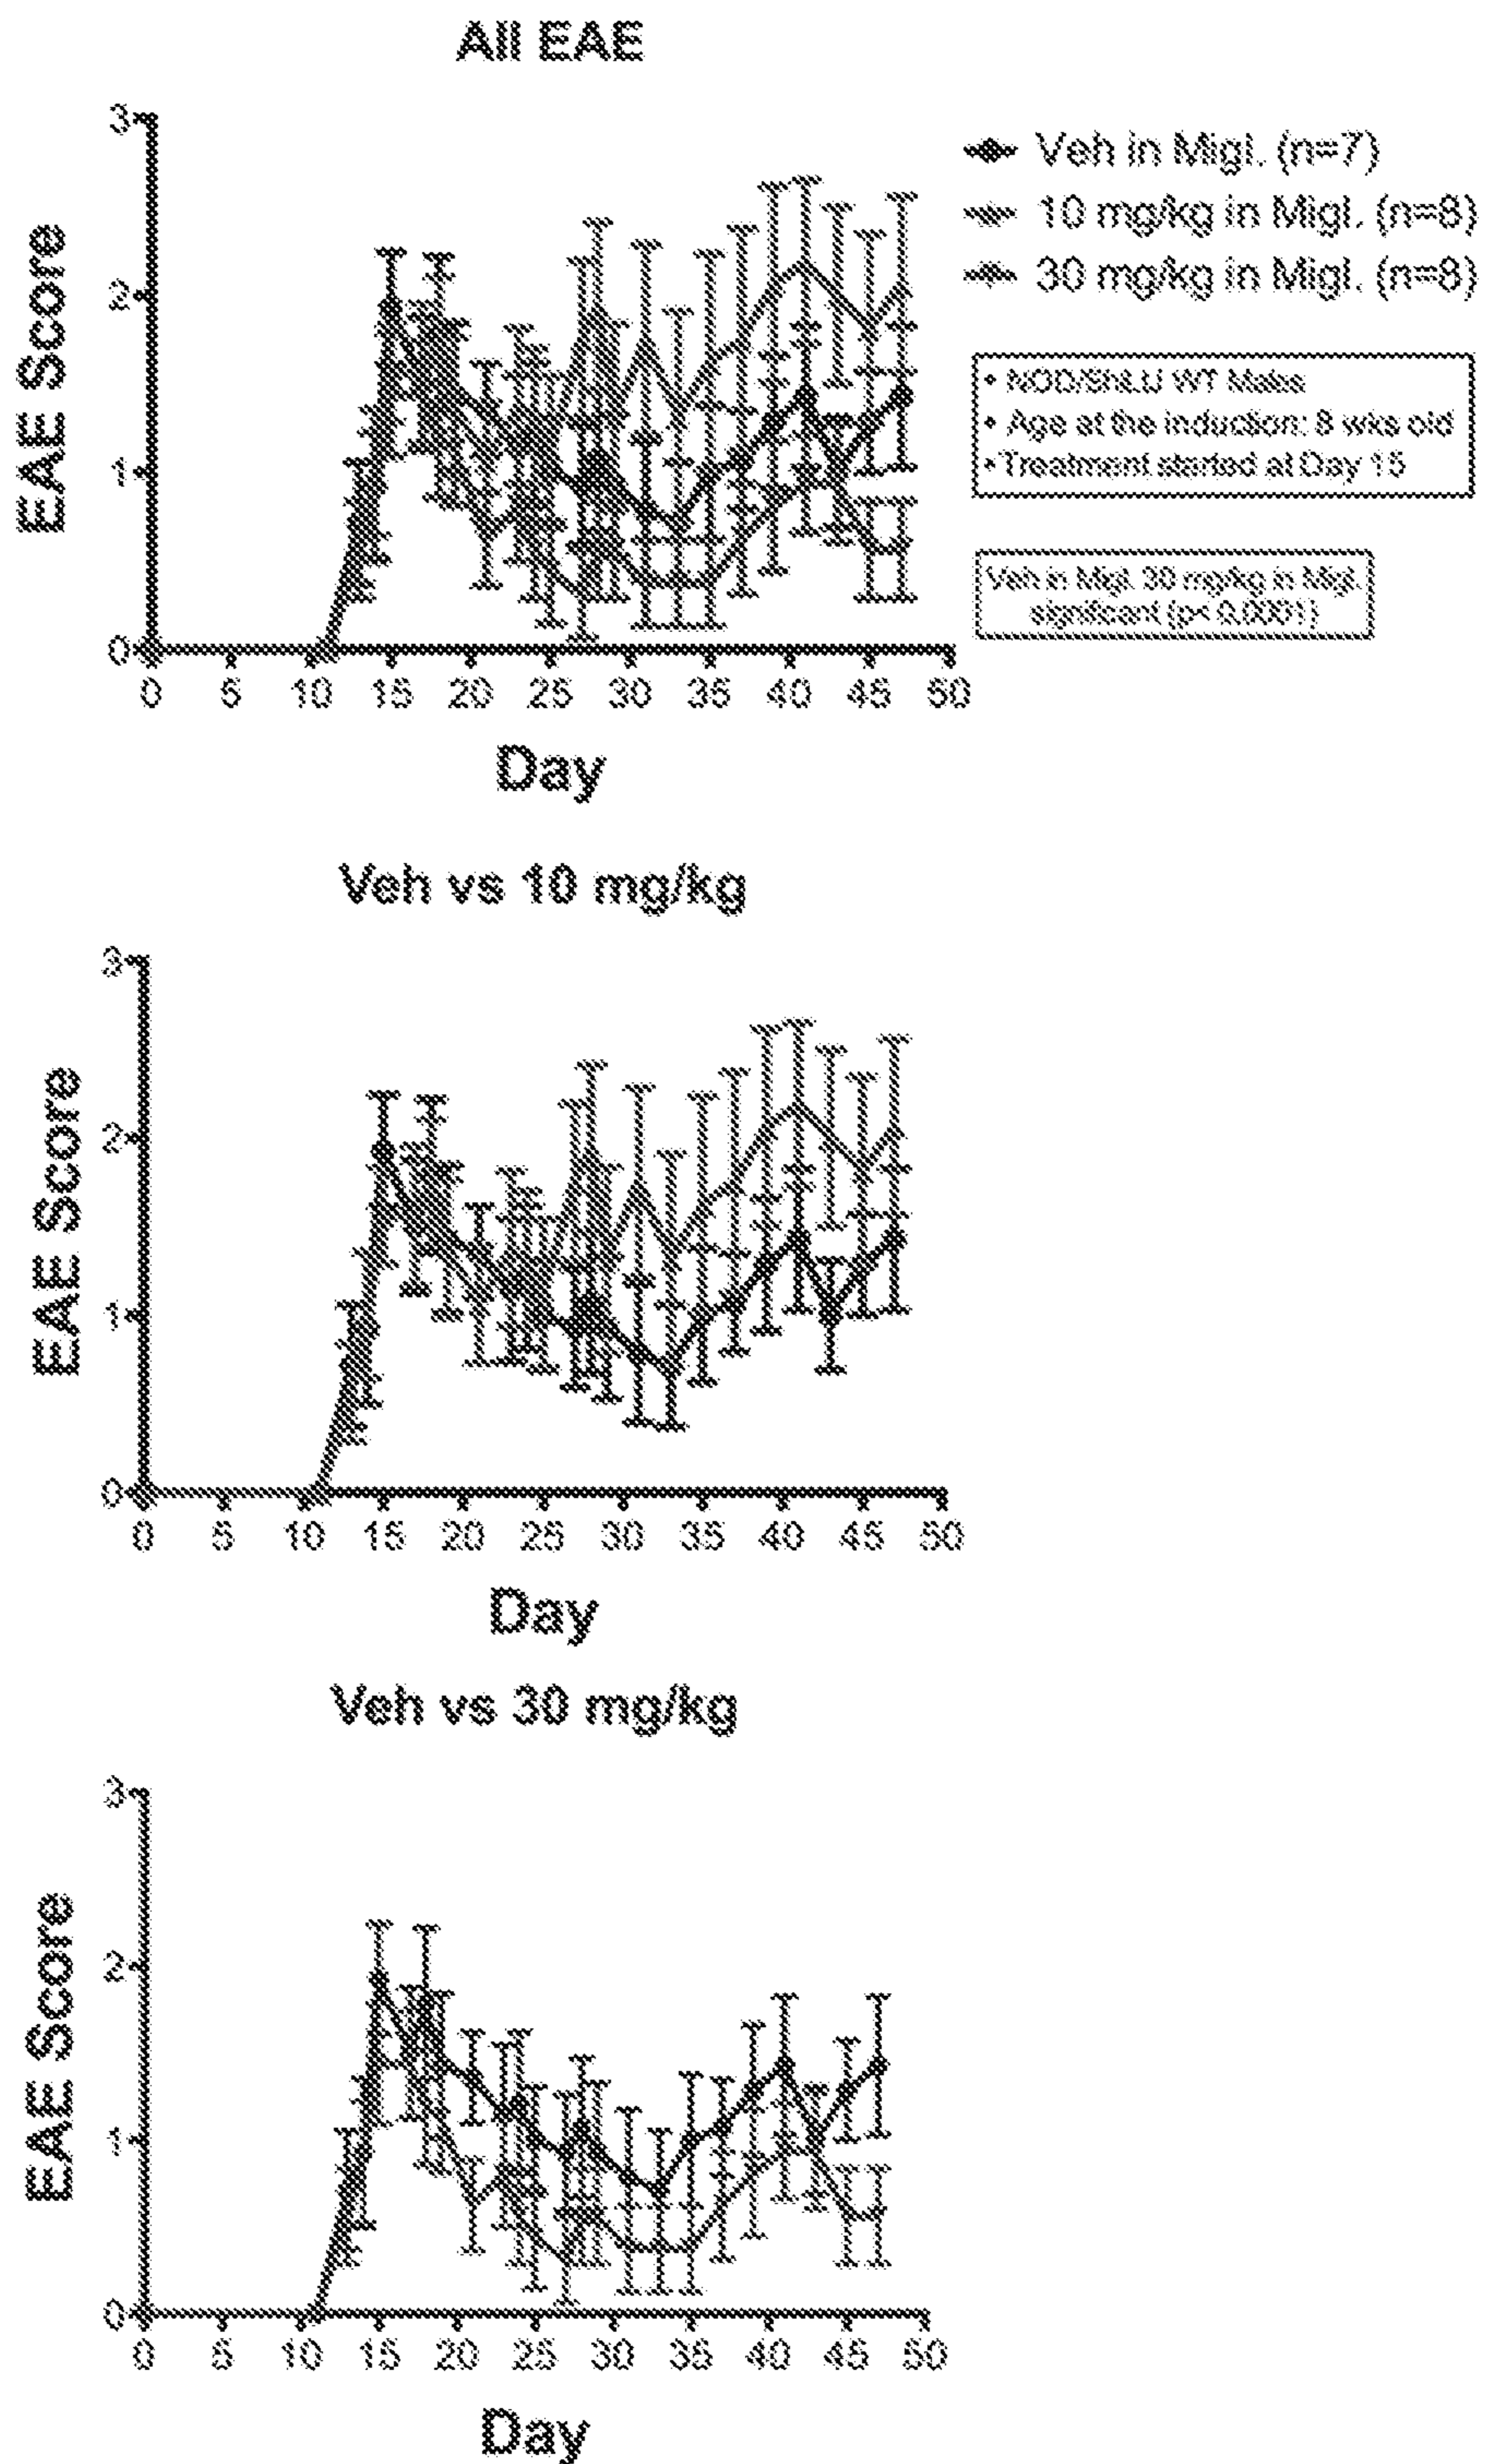 All EAE
EAE Score
3
2
1
0
0 5 10 15 20 25 30 35 40 45 50
Day
Veh in Migl. (n=7)
10 mg/kg in Migl. (n=8)
30 mg/kg in Migl. (n=8)
• NOD/ShiLtJ WT Males
• Age at the induction: 8 wks old
• Treatment started at Day 15
Veh in Migl. 30 mg/kg in Migl.
significant (p< 0.0001)
Veh vs 10 mg/kg
EAE Score
3
2
1
0
0 5 10 15 20 25 30 35 40 45 50
Day
Veh vs 30 mg/kg
EAE Score
3
2
1
0
0 5 10 15 20 25 30 35 40 45 50
Day